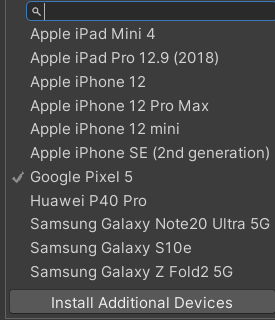 Apple iPad Mini 4
Apple iPad Pro 12.9 (2018)
Apple iPhone 12
Apple iPhone 12 Pro Max
Apple iPhone 12 mini
Apple iPhone SE (2nd generation)
Google Pixel 5
Huawei P40 Pro
Samsung Galaxy Note20 Ultra 5G
Samsung Galaxy S10e
Samsung Galaxy Z Fold2 5G
Install Additional Devices